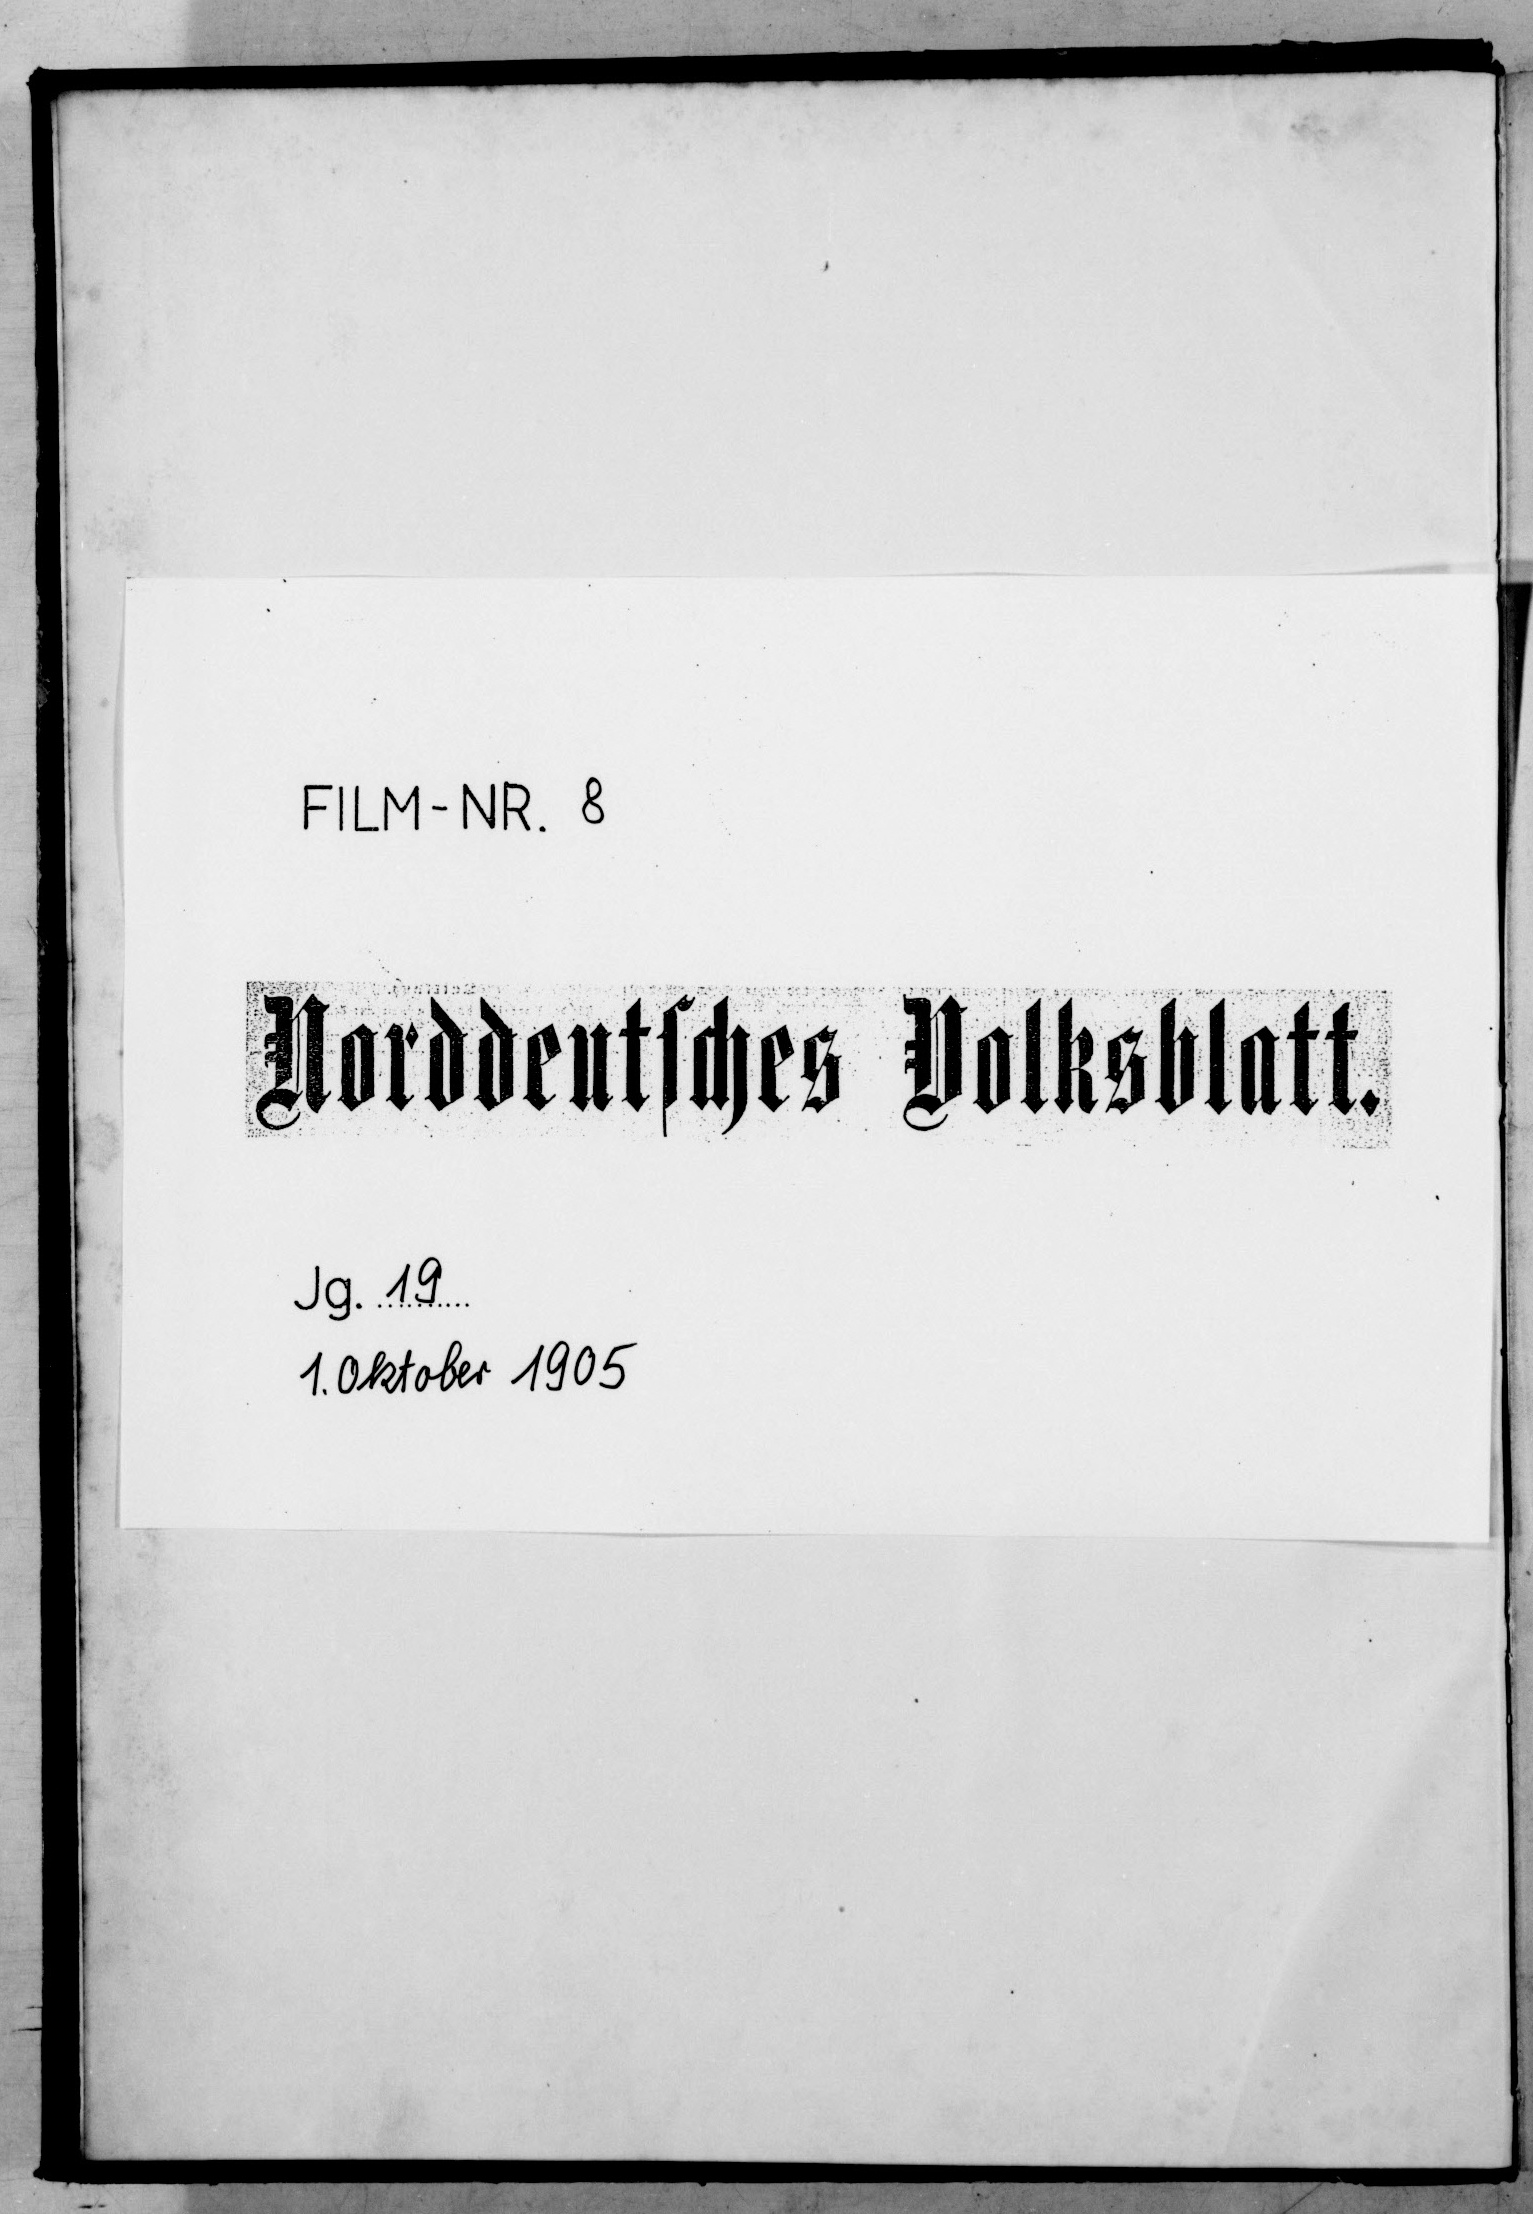 FILM-NR. 8
Norddeutſches Volksblatt.
Jg. 19
1. Oktober 1905